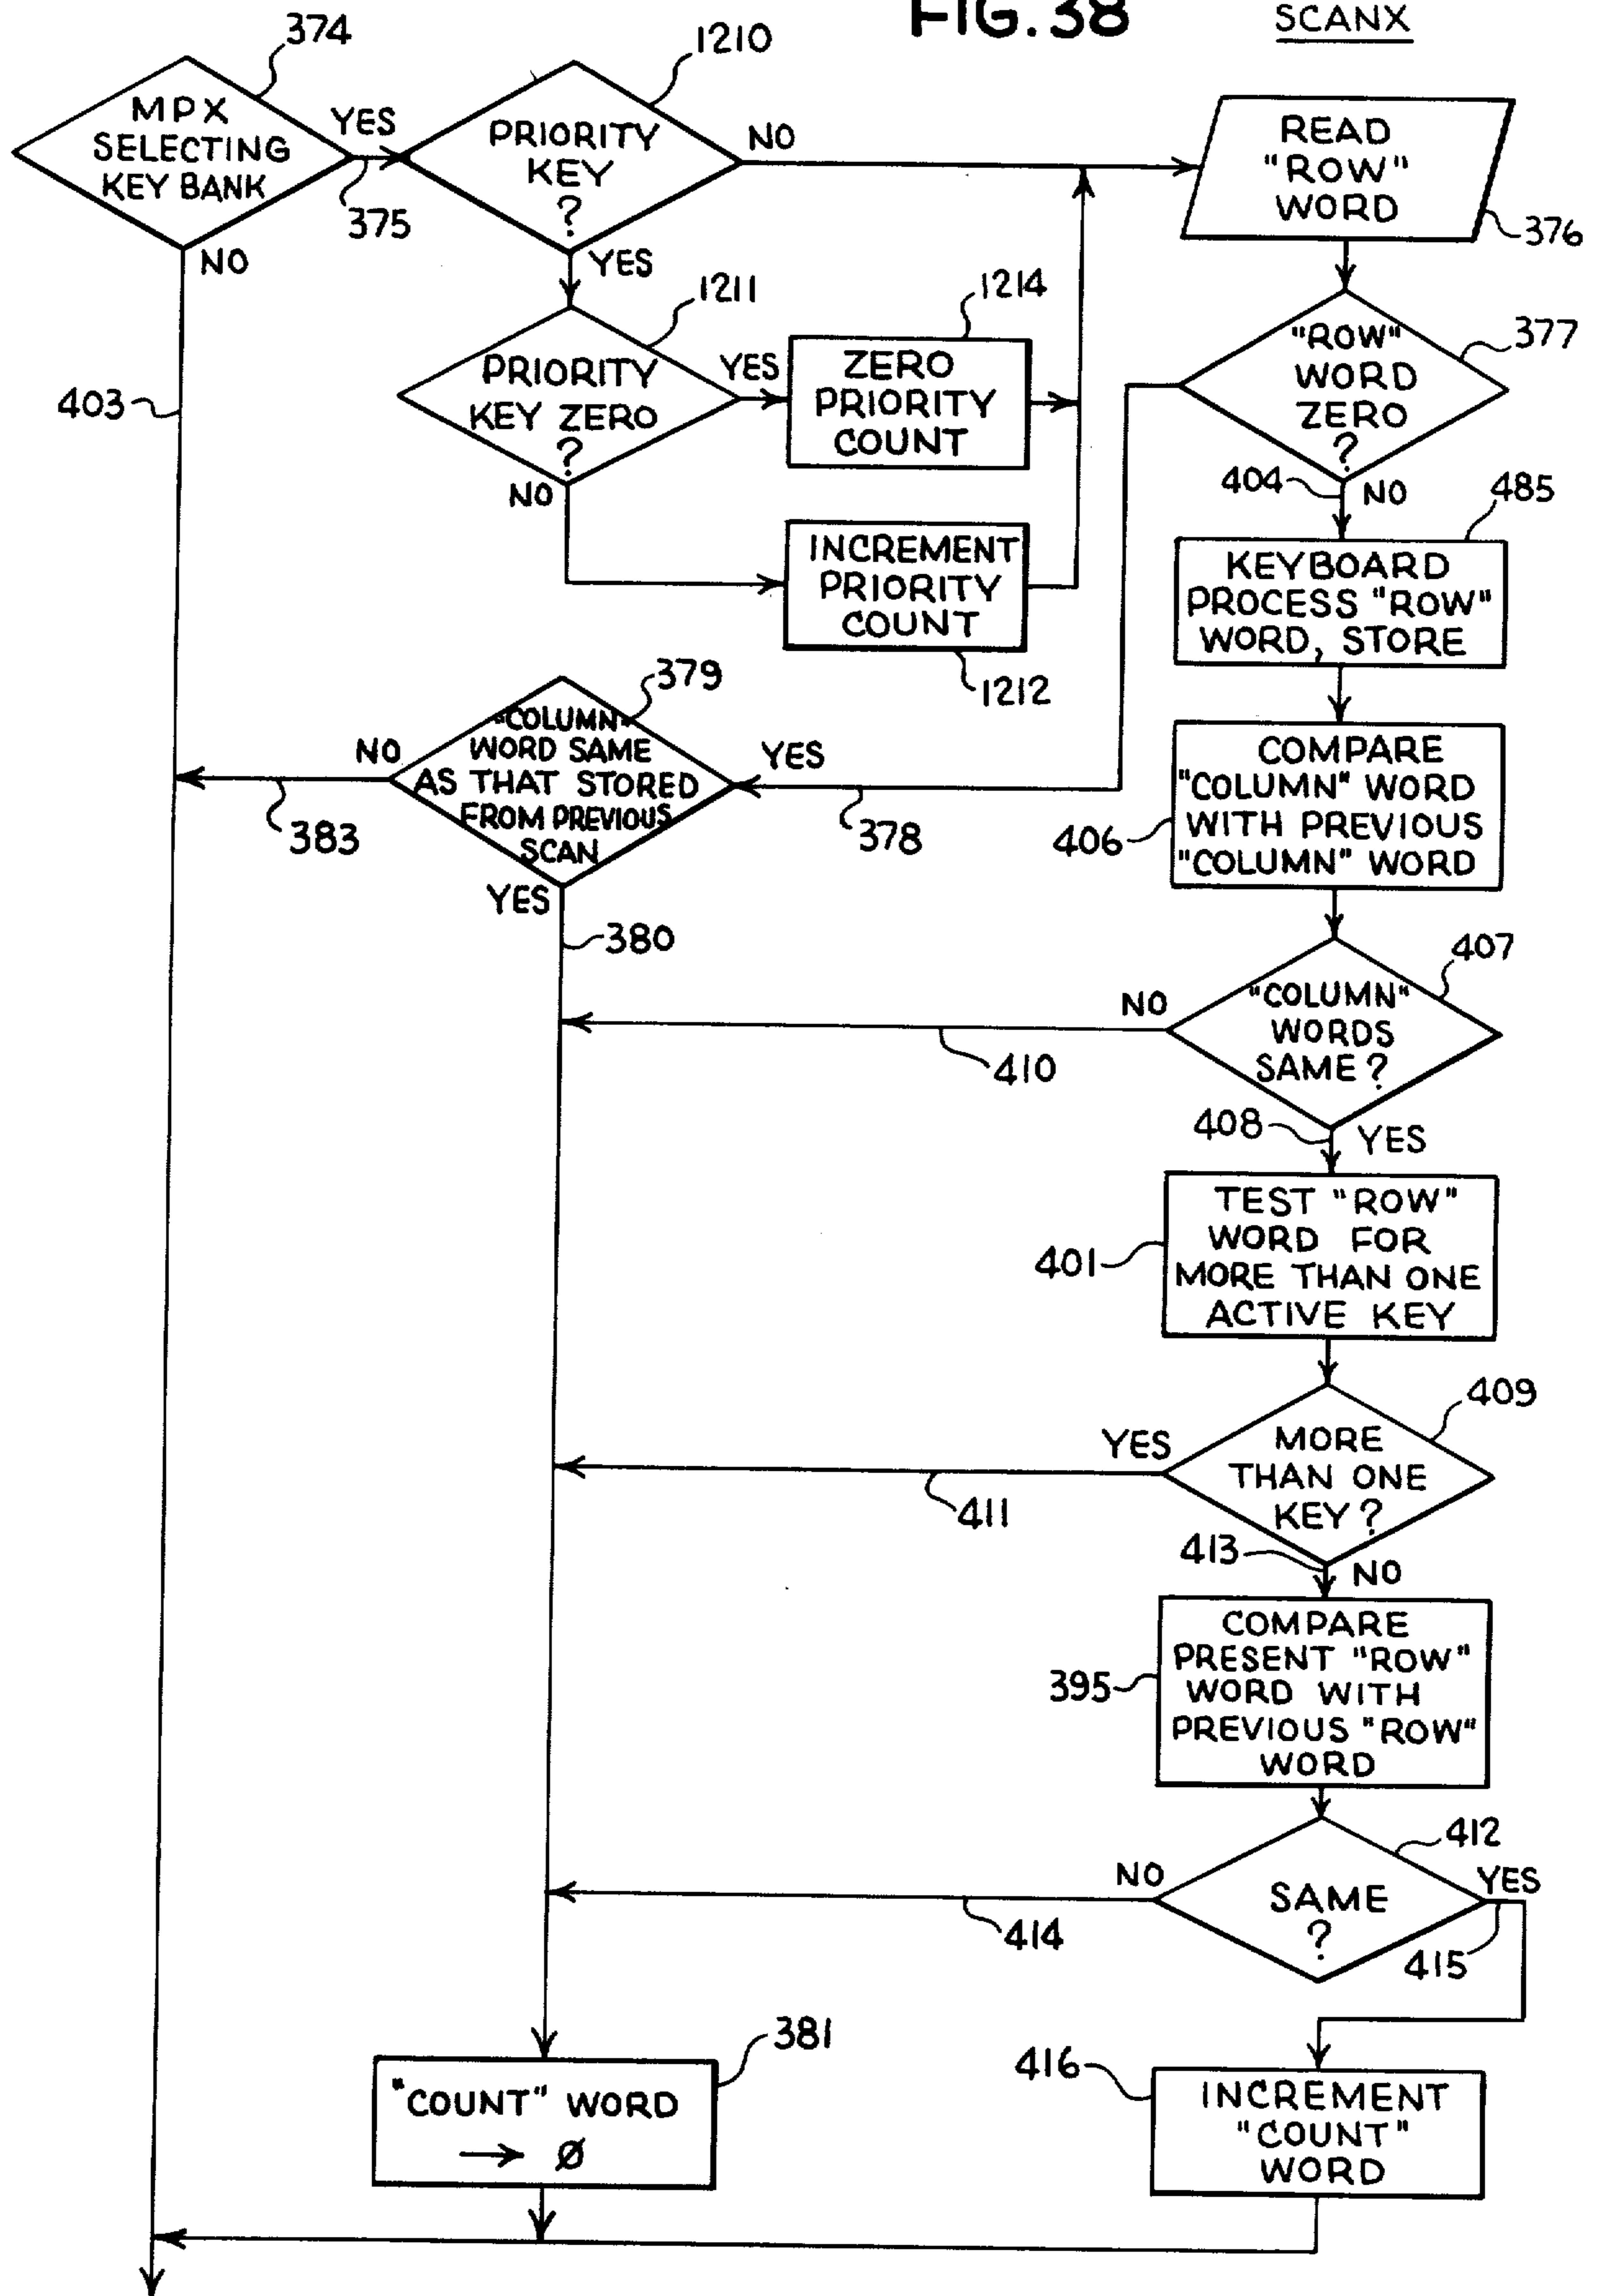 FIG. 38
SCANX
374
MPX
SELECTING
KEY BANK
YES
375
NO
403
1210
PRIORITY
KEY
?
NO
YES
1211
PRIORITY
KEY ZERO
?
YES
NO
1214
ZERO
PRIORITY
COUNT
INCREMENT
PRIORITY
COUNT
1212
READ
"ROW"
WORD
376
377
"ROW"
WORD
ZERO
?
404
NO
485
KEYBOARD
PROCESS "ROW"
WORD, STORE
379
"COLUMN"
WORD SAME
AS THAT STORED
FROM PREVIOUS
SCAN
NO
383
YES
378
YES
380
COMPARE
"COLUMN" WORD
WITH PREVIOUS
"COLUMN" WORD
406
407
"COLUMN"
WORDS
SAME?
NO
410
408
YES
TEST "ROW"
WORD FOR
MORE THAN ONE
ACTIVE KEY
401
409
MORE
THAN ONE
KEY?
YES
411
413
NO
COMPARE
PRESENT "ROW"
WORD WITH
PREVIOUS "ROW"
WORD
395
412
SAME
?
NO
414
YES
415
381
"COUNT" WORD
→ Ø
416
INCREMENT
"COUNT"
WORD